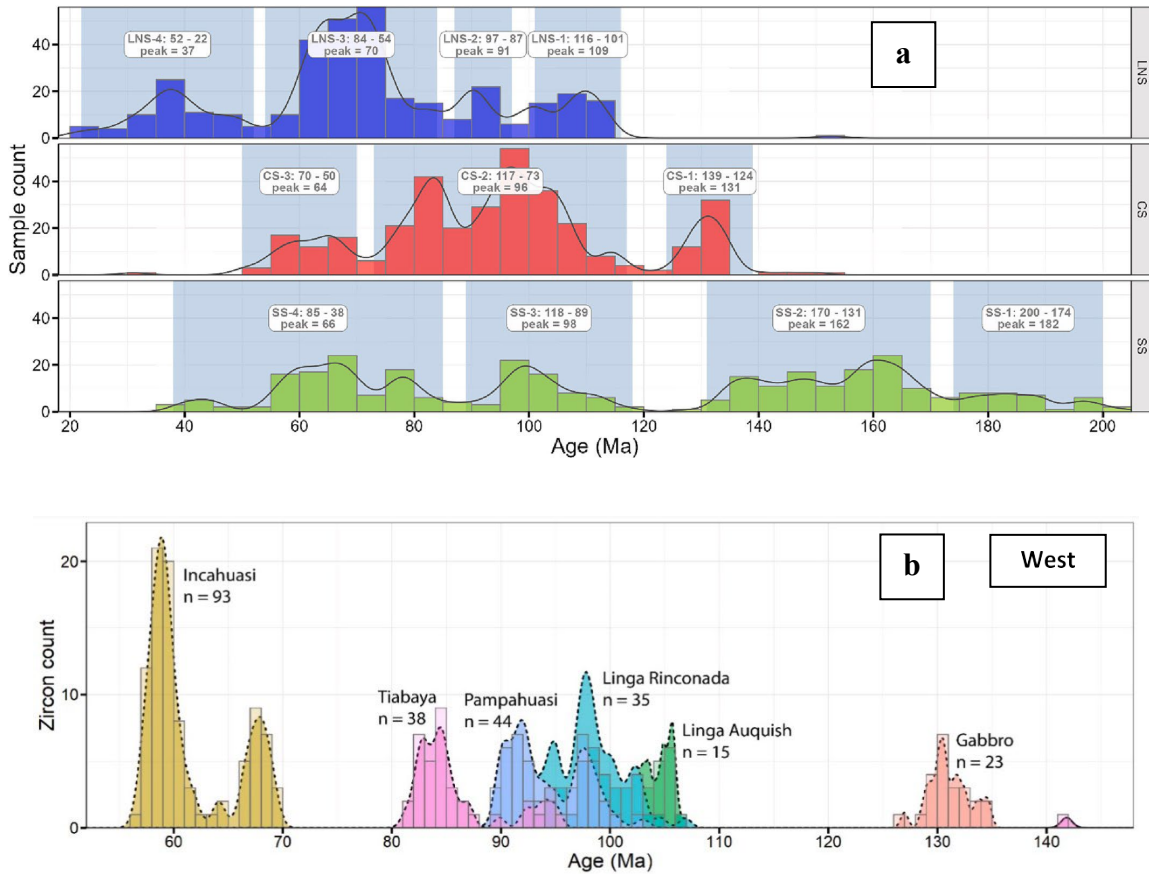 LNS-4: 52 - 22
peak = 37
LNS-3: 84 - 54
peak = 70
LNS-2: 97 - 87
peak = 91
LNS-1: 116 - 101
peak = 109
a
LNS
40
20
0
CS-3: 70 - 50
peak = 64
CS-2: 117 - 73
peak = 96
CS-1: 139 - 124
peak = 131
CS
40
20
0
Sample count
SS-4: 85 - 38
peak = 66
SS-3: 118 - 89
peak = 98
SS-2: 170 - 131
peak = 162
SS-1: 200 - 174
peak = 182
SS
40
20
0
20 40 60 80 100 120 140 160 180 200
Age (Ma)
b
West
Incahuasi
n = 93
Tiabaya
n = 38
Pampahuasi
n = 44
Linga Rinconada
n = 35
Linga Auquish
n = 15
Gabbro
n = 23
20
10
0
Zircon count
60 70 80 90 100 110 120 130 140
Age (Ma)